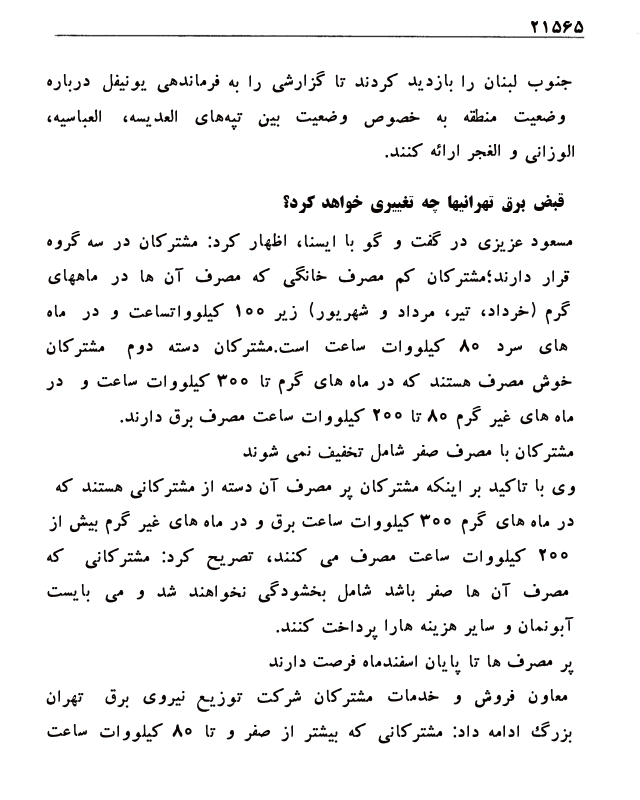 ۲۱۵۶۵
جنوب لبنان را بازدید کردند تا گزارشی را به فرماندهی یونیفل درباره
وضعیت منطقه به خصوص وضعیت بین تپه‌های العدیسه، العباسیه،
الوزانی و الغجر ارائه کنند.
قبض برق تهرانیها چه تغییری خواهد کرد؟
مسعود عزیزی در گفت و گو با ایسنا، اظهار کرد: مشترکان در سه گروه
قرار دارند؛مشترکان کم مصرف خانگی که مصرف آن ها در ماههای
گرم (خرداد، تیر، مرداد و شهریور) زیر ۱۰۰ کیلوواتساعت و در ماه
های سرد ۸۰ کیلووات ساعت است.مشترکان دسته دوم مشترکان
خوش مصرف هستند که در ماه های گرم تا ۳۰۰ کیلووات ساعت و در
ماه های غیر گرم ۸۰ تا ۲۰۰ کیلووات ساعت مصرف برق دارند.
مشترکان با مصرف صفر شامل تخفیف نمی شوند
وی با تاکید بر اینکه مشترکان پر مصرف آن دسته از مشترکانی هستند که
در ماه های گرم ۳۰۰ کیلووات ساعت برق و در ماه های غیر گرم بیش از
۲۰۰ کیلووات ساعت مصرف می کنند، تصریح کرد: مشترکانی که
مصرف آن ها صفر باشد شامل بخشودگی نخواهند شد و می بایست
آبونمان و سایر هزینه هارا پرداخت کنند.
پر مصرف ها تا پایان اسفندماه فرصت دارند
معاون فروش و خدمات مشترکان شرکت توزیع نیروی برق تهران
بزرگ ادامه داد: مشترکانی که بیشتر از صفر و تا ۸۰ کیلووات ساعت